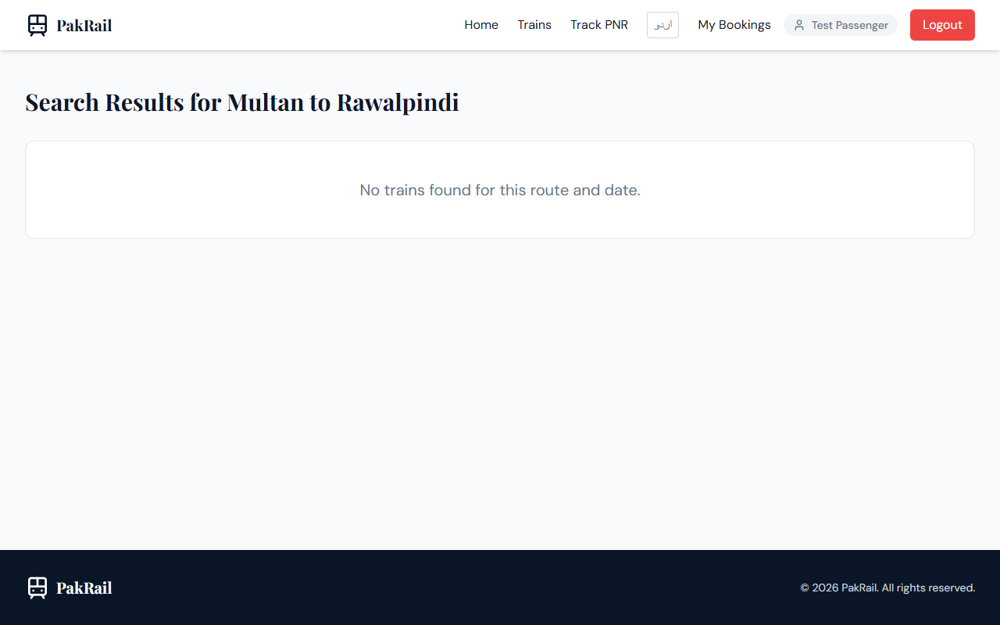 PakRail
Home
Trains
Track PNR
اردو
My Bookings
Test Passenger
Logout
Search Results for Multan to Rawalpindi
No trains found for this route and date.
PakRail
© 2026 PakRail. All rights reserved.